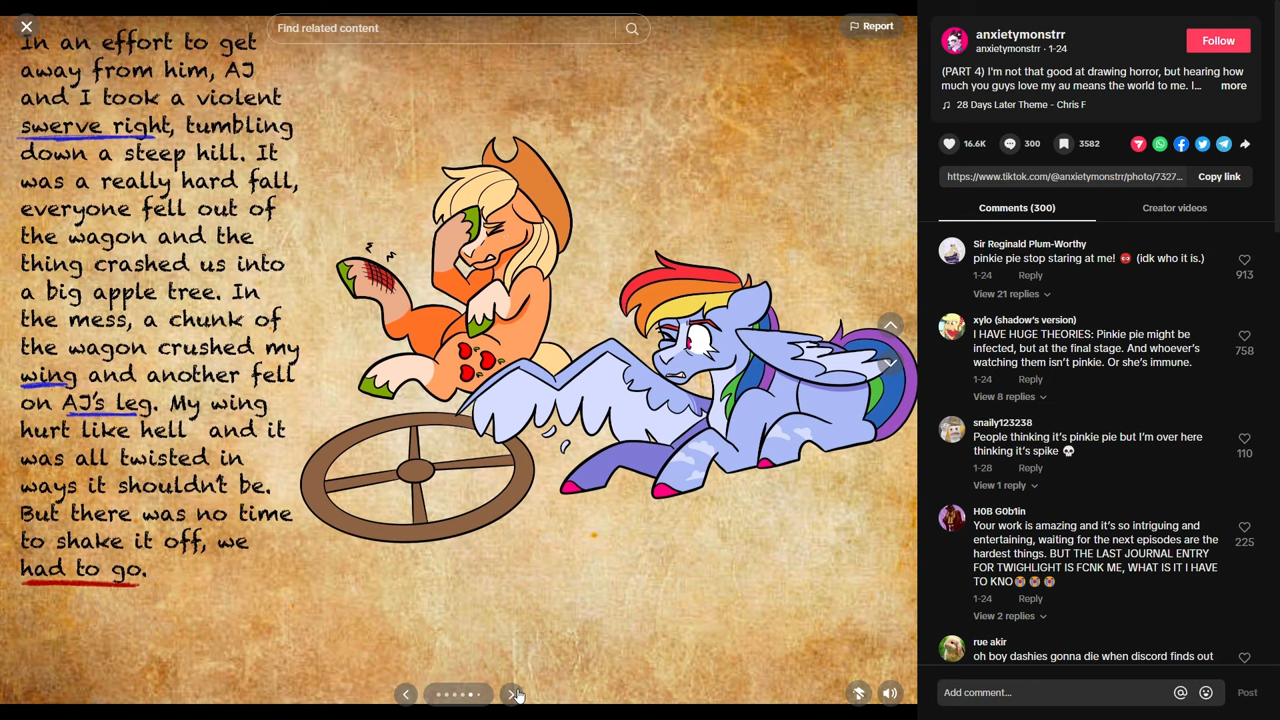 In an effort to get
away from him, AJ
and I took a violent
swerve right, tumbling
down a steep hill. It
was a really hard fall,
everyone fell out of
the wagon and the
thing crashed us into
a big apple tree. In
the mess, a chunk of
the wagon crushed my
wing and another fell
on AJ's leg. My wing
hurt like hell and it
was all twisted in
ways it shouldn't be.
But there was no time
to shake it off, we
had to go.
Find related content
Report
anxietymonstrr
anxietymonstrr · 1-24
Follow
(PART 4) I'm not that good at drawing horror, but hearing how
much you guys love my au means the world to me. I... more
28 Days Later Theme - Chris F
16.6K 300 3582
https://www.tiktok.com/@anxietymonstrr/photo/7327... Copy link
Comments (300) Creator videos
Sir Reginald Plum-Worthy
pinkie pie stop staring at me! (idk who it is.)
913
1-24 Reply
View 21 replies
xylo (shadow's version)
I HAVE HUGE THEORIES: Pinkie pie might be
infected, but at the final stage. And whoever's
watching them isn't pinkie. Or she's immune.
758
1-24 Reply
View 8 replies
snaily123238
People thinking it's pinkie pie but I'm over here
thinking it's spike 💀
110
1-28 Reply
View 1 reply
H0B G0b1in
Your work is amazing and it's so intriguing and
entertaining, waiting for the next episodes are the
hardest things. BUT THE LAST JOURNAL ENTRY
FOR TWIGHLIGHT IS FCNK ME, WHAT IS IT I HAVE
TO KNO
225
1-24 Reply
View 2 replies
rue akir
oh boy dashies gonna die when discord finds out
Add comment... Post